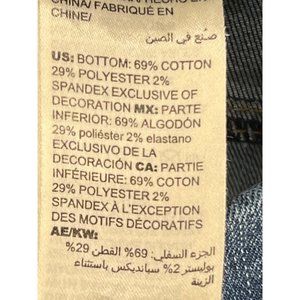 CHINA/ FABRIQUÉ EN
CHINE/
صنع في الصين
US: BOTTOM: 69% COTTON
29% POLYESTER 2%
SPANDEX EXCLUSIVE OF
DECORATION MX: PARTE
INFERIOR: 69% ALGODÓN
29% poliéster 2% elastano
EXCLUSIVO DE LA
DECORACIÓN CA: PARTIE
INFÉRIEURE: 69% COTON
29% POLYESTER 2%
SPANDEX À L'EXCEPTION
DES MOTIFS DÉCORATIFS
AE/KW:
الجزء السفلي: 69% القطن 29%
بوليستر 2% سبانديكس باستثناء
الزينة